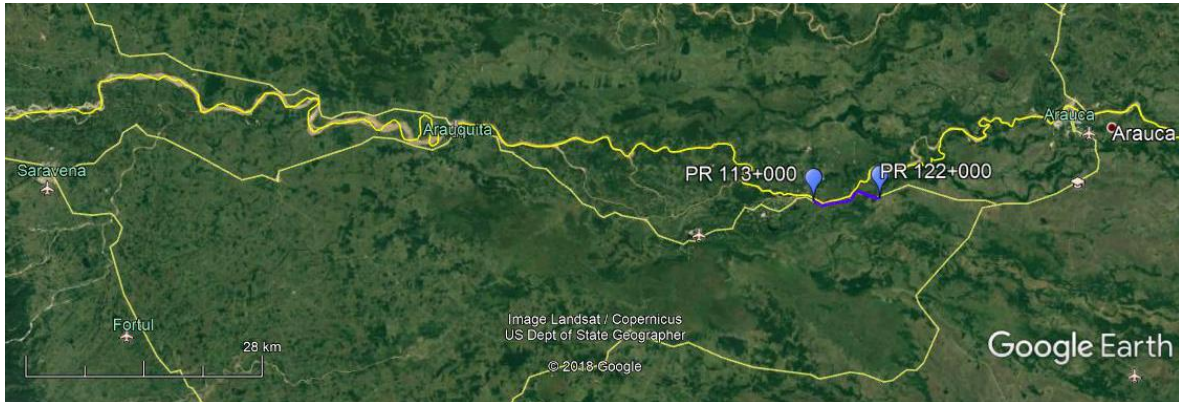 Arauquita
Arauca
Arauca
Saravena
PR 113+000
PR 122+000
Fortul
28 km
Image Landsat / Copernicus
US Dept of State Geographer
© 2018 Google
Google Earth